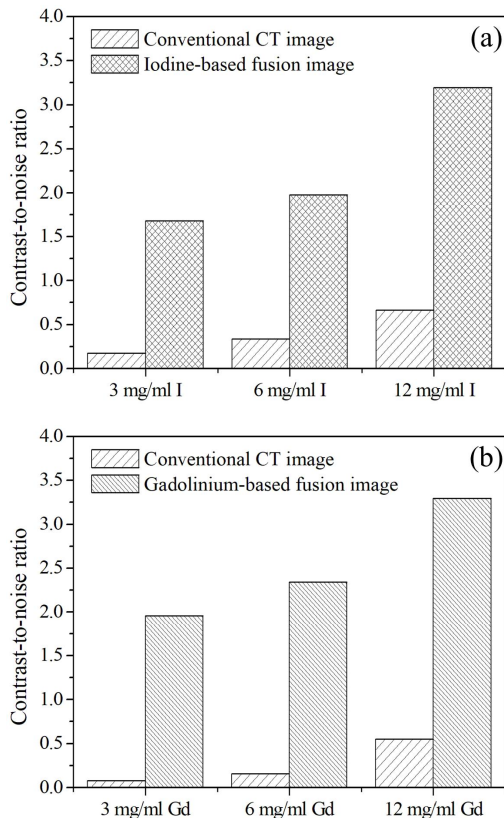 4.0
(a)
Conventional CT image
3.5
Iodine-based fusion image
3.0
2.5
2.0
1.5
1.0
0.5
0.0
Contrast-to-noise ratio
3 mg/ml I 6 mg/ml I 12 mg/ml I
4.0
(b)
Conventional CT image
3.5
Gadolinium-based fusion image
3.0
2.5
2.0
1.5
1.0
0.5
0.0
Contrast-to-noise ratio
3 mg/ml Gd 6 mg/ml Gd 12 mg/ml Gd